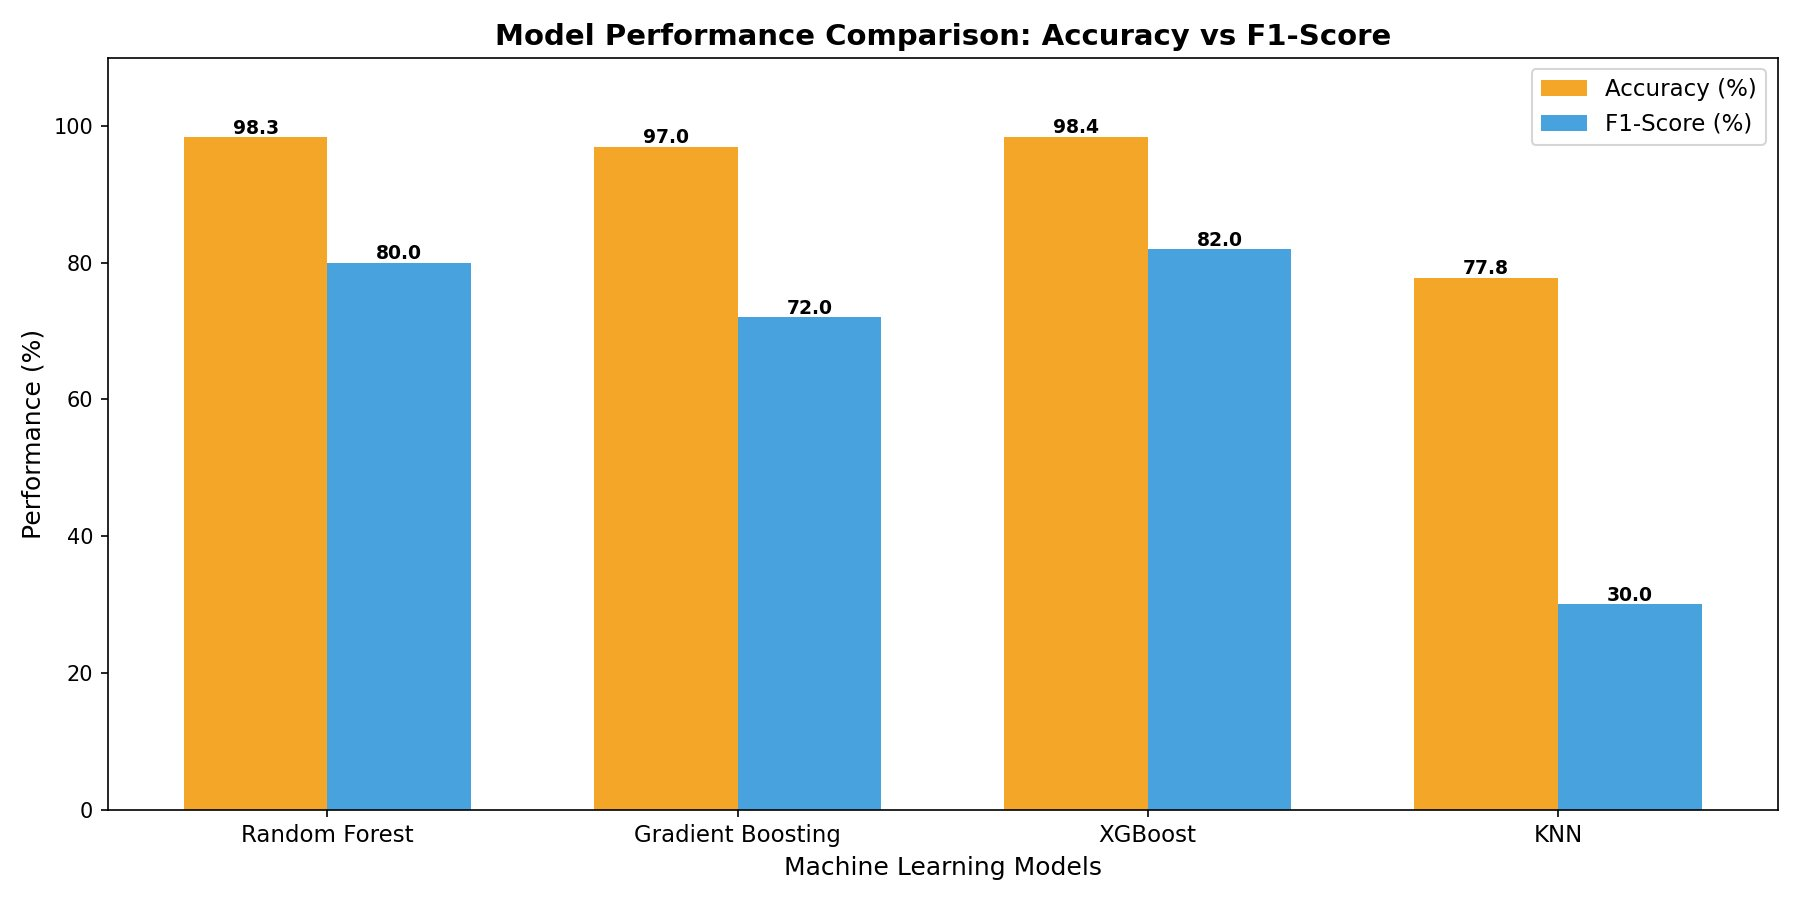 Model Performance Comparison: Accuracy vs F1-Score
Accuracy (%)
F1-Score (%)
Performance (%)
100
80
60
40
20
0
98.3
80.0
97.0
72.0
98.4
82.0
77.8
30.0
Random Forest
Gradient Boosting
XGBoost
KNN
Machine Learning Models